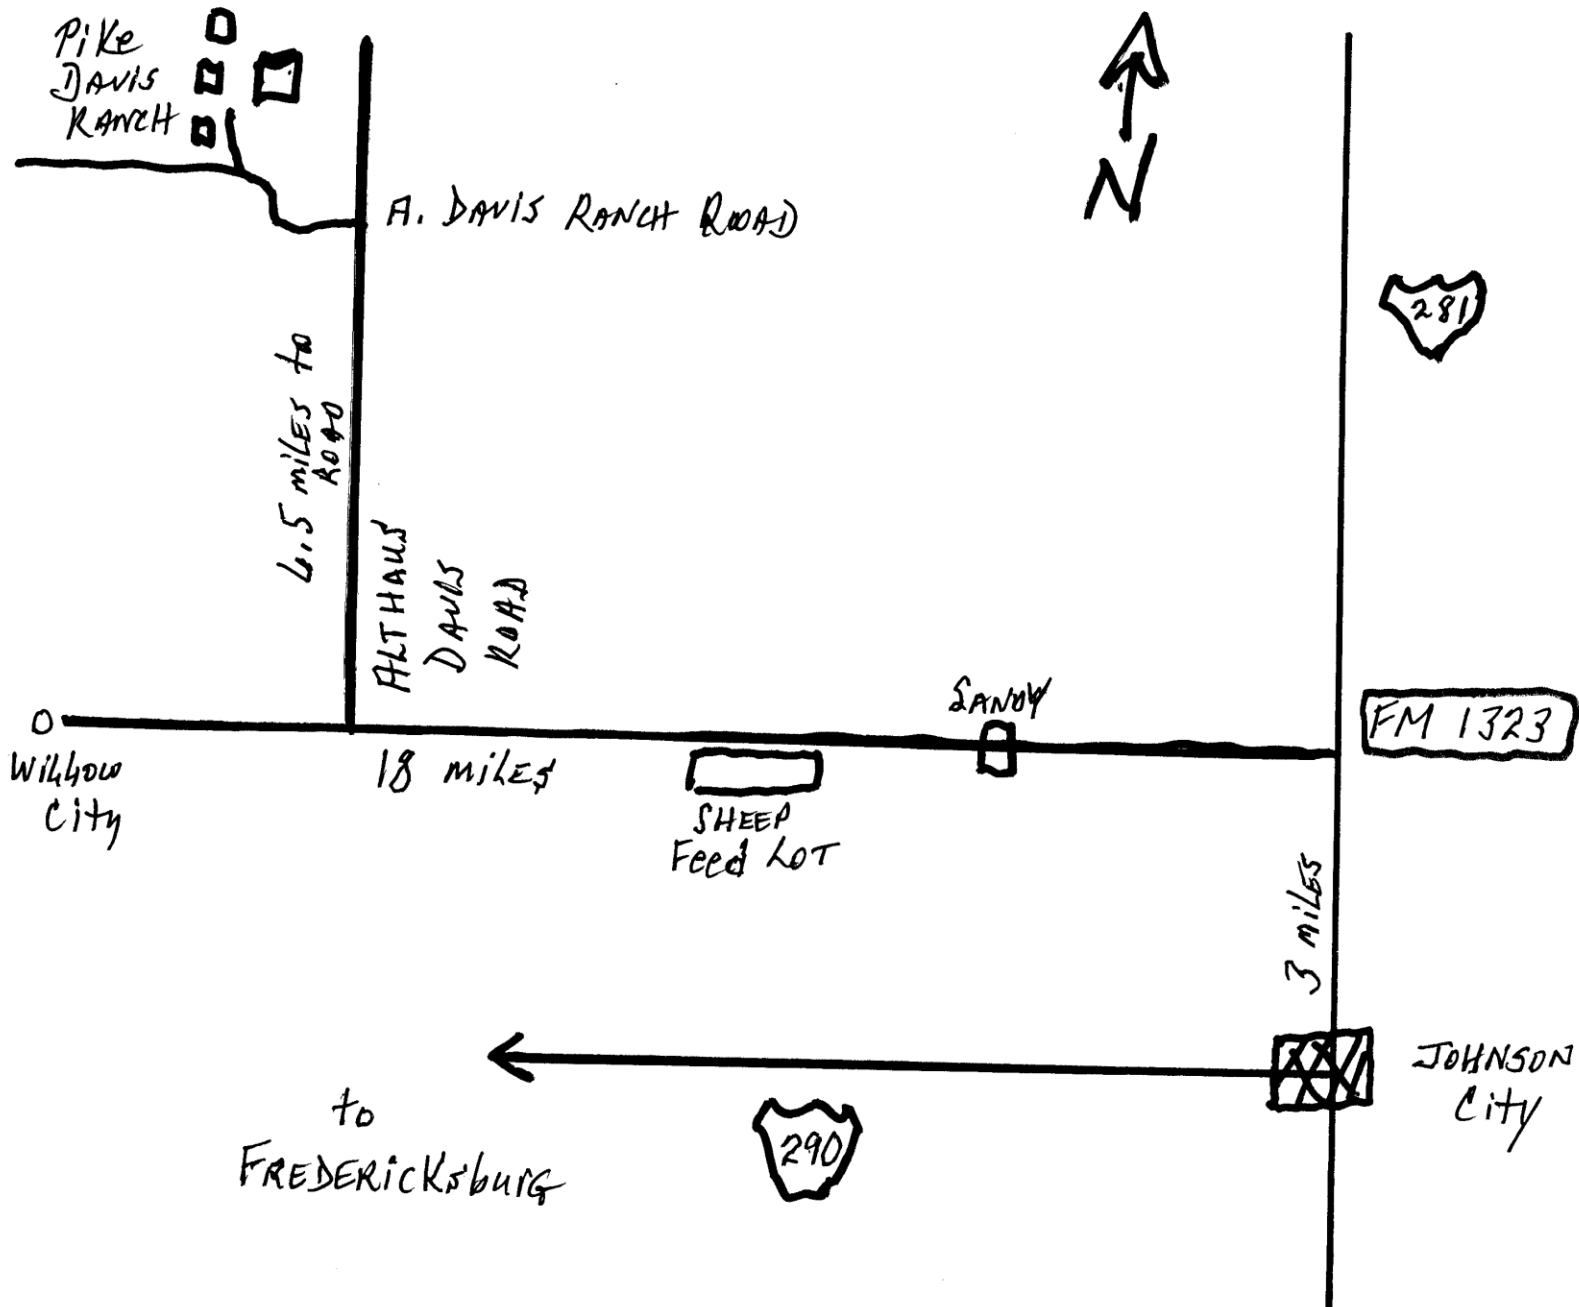 Pike
DAVIS
RANCH
N
A. DAVIS RANCH ROAD
281
6.5 miLES to
ROAD
ALTHAUS
DAVIS
ROAD
SANDY
FM 1323
O
Willow
City
18 MILES
SHEEP
Feed LOT
3 MILES
JOHNSON
City
to
FREDERICKsburG
290